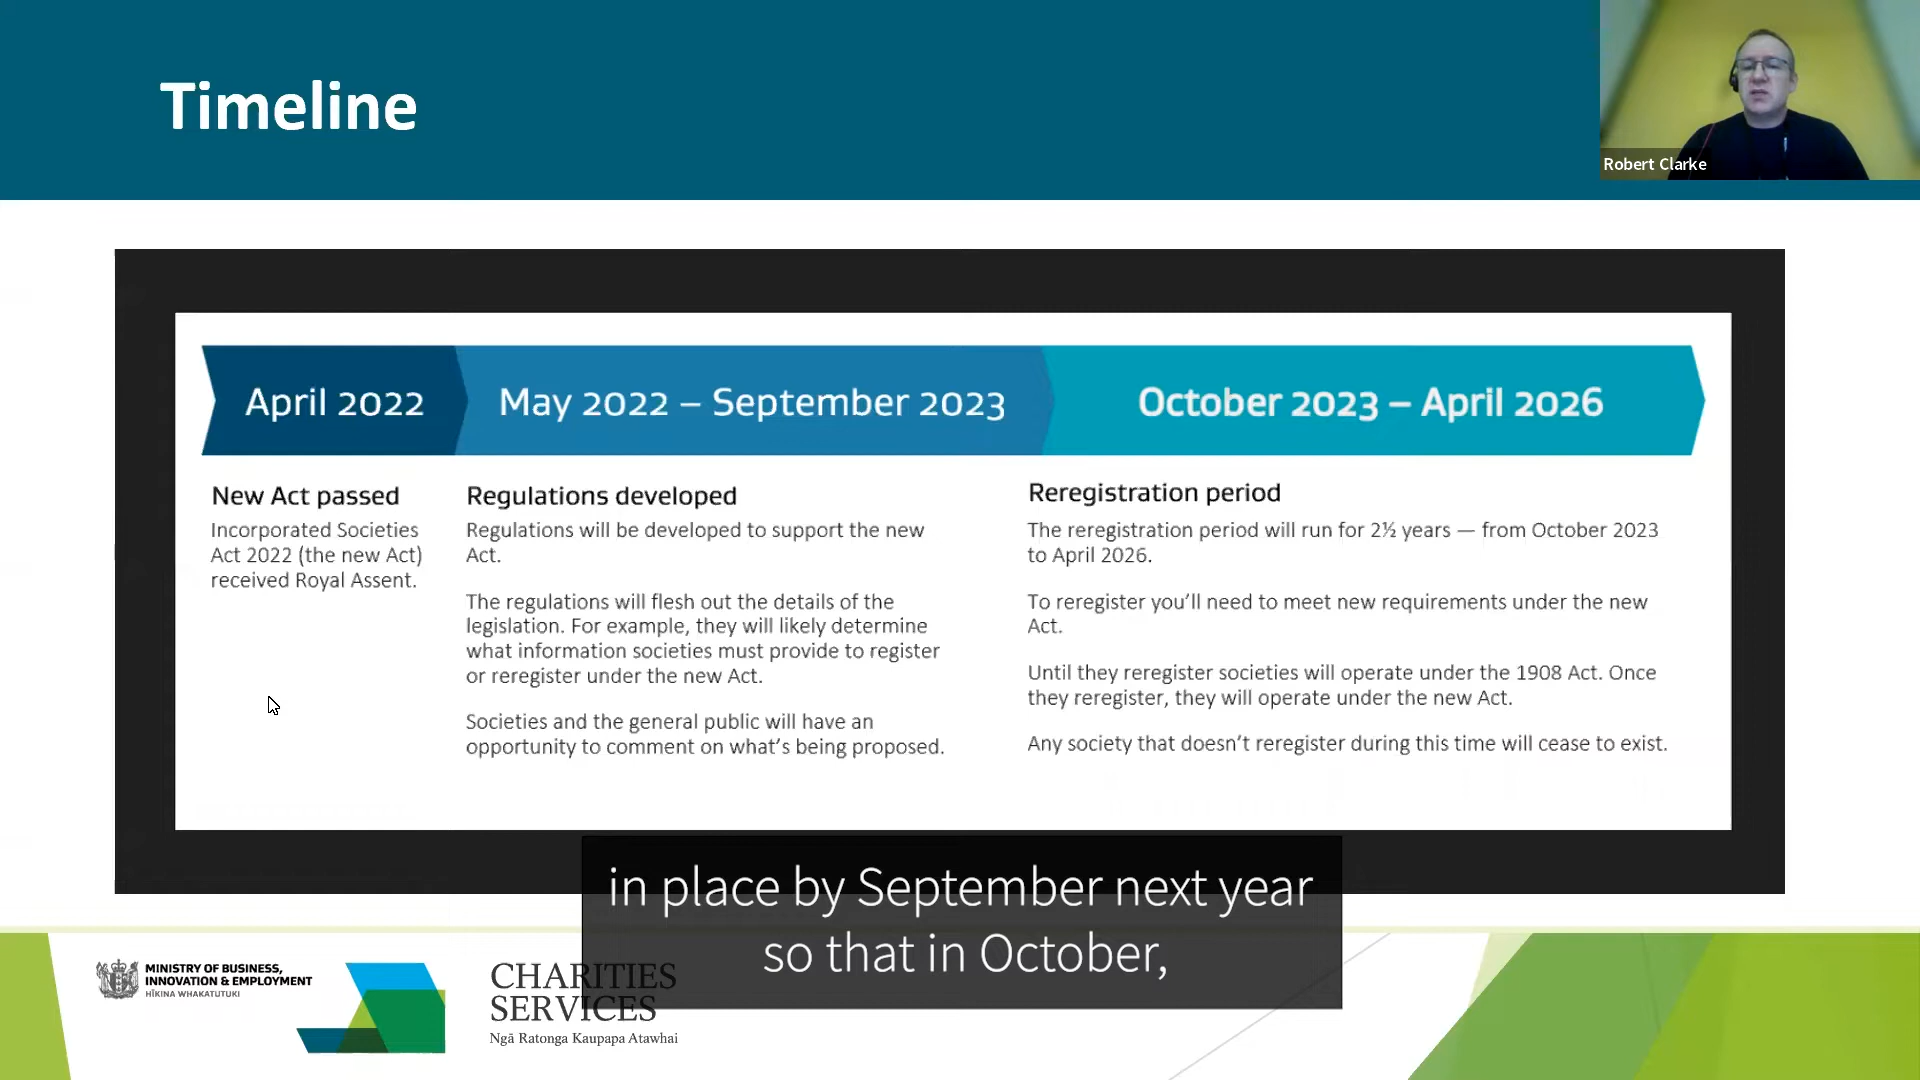 Timeline
Robert Clarke
April 2022
May 2022 – September 2023
October 2023 – April 2026
New Act passed
Incorporated Societies
Act 2022 (the new Act)
received Royal Assent.
Regulations developed
Regulations will be developed to support the new
Act.
The regulations will flesh out the details of the
legislation. For example, they will likely determine
what information societies must provide to register
or reregister under the new Act.
Societies and the general public will have an
opportunity to comment on what’s being proposed.
Reregistration period
The reregistration period will run for 2½ years — from October 2023
to April 2026.
To reregister you’ll need to meet new requirements under the new
Act.
Until they reregister societies will operate under the 1908 Act. Once
they reregister, they will operate under the new Act.
Any society that doesn’t reregister during this time will cease to exist.
in place by September next year
so that in October,
MINISTRY OF BUSINESS,
INNOVATION & EMPLOYMENT
HĪKINA WHAKATUTUKI
CHARITIES
SERVICES
Ngā Ratonga Kaupapa Atawhai